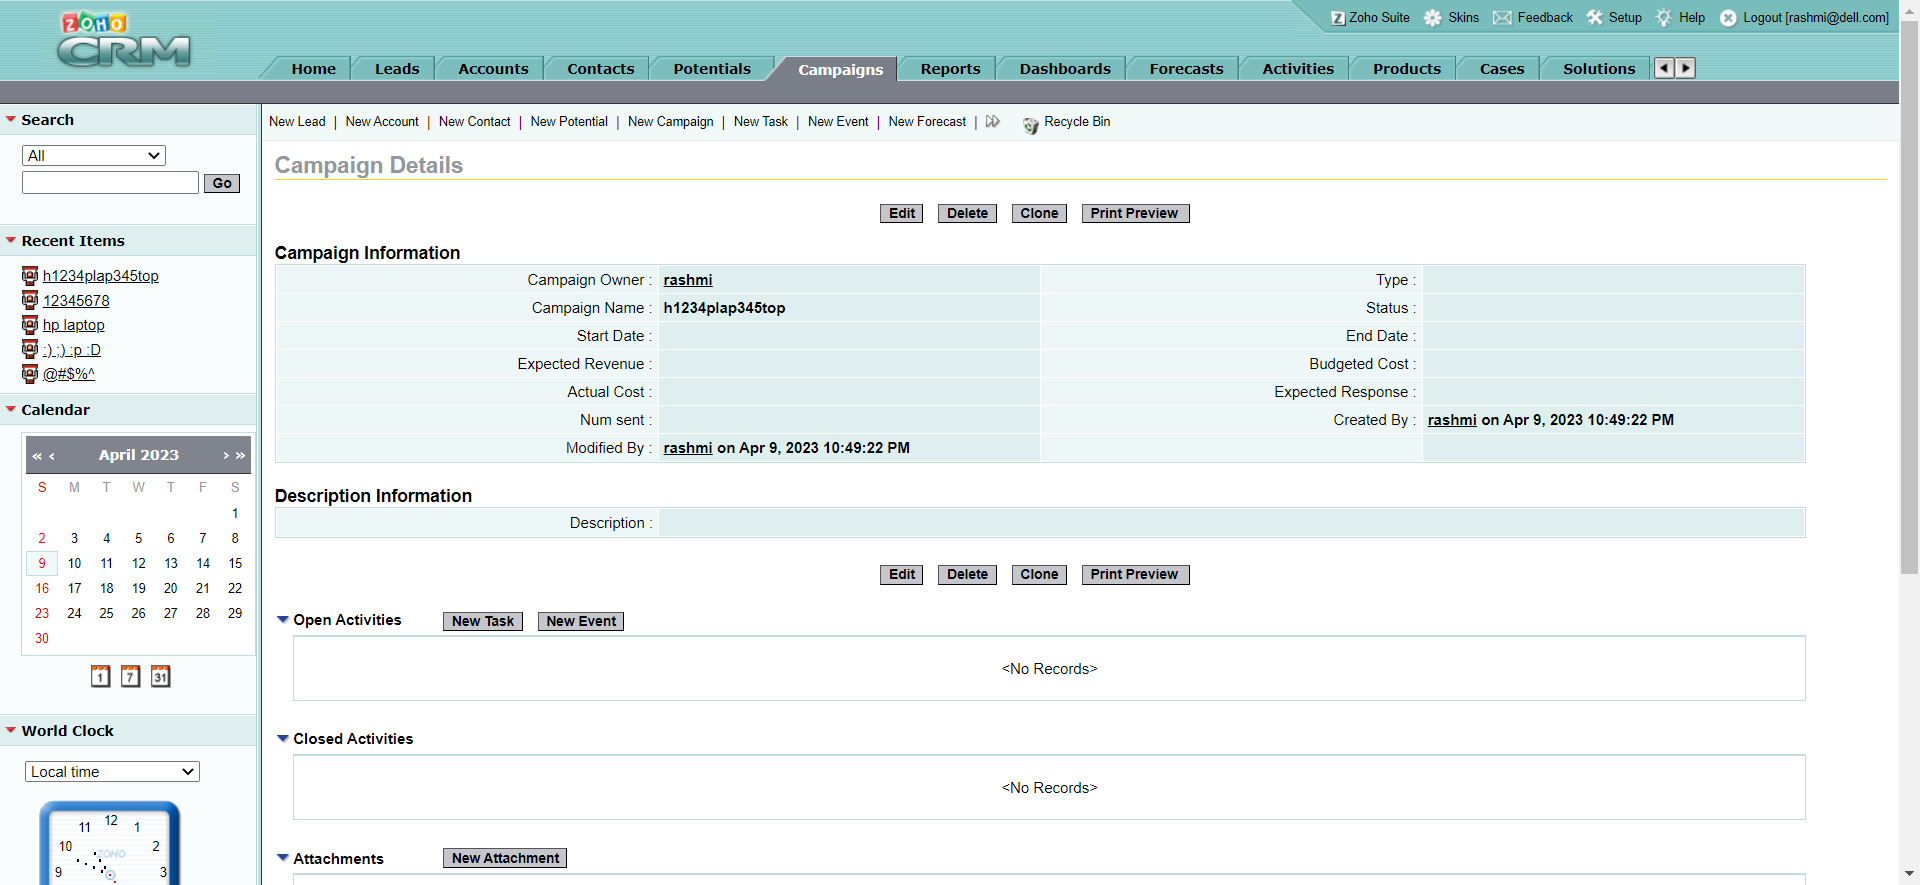 ZOHO
CRM
Zoho Suite Skins Feedback Setup Help Logout [rashmi@dell.com]
Home Leads Accounts Contacts Potentials Campaigns Reports Dashboards Forecasts Activities Products Cases Solutions
New Lead | New Account | New Contact | New Potential | New Campaign | New Task | New Event | New Forecast | Recycle Bin
Search
All
Go
Recent Items
h1234plap345top
12345678
hp laptop
:) ;) :p :D
@#$%^
Calendar
« ‹ April 2023 › »
S M T W T F S
1
2 3 4 5 6 7 8
9 10 11 12 13 14 15
16 17 18 19 20 21 22
23 24 25 26 27 28 29
30
1 7 31
World Clock
Local time
12
11 1
10 2
ZOHO
9 3
Campaign Details
Edit Delete Clone Print Preview
Campaign Information
Campaign Owner : rashmi Type :
Campaign Name : h1234plap345top Status :
Start Date : End Date :
Expected Revenue : Budgeted Cost :
Actual Cost : Expected Response :
Num sent : Created By : rashmi on Apr 9, 2023 10:49:22 PM
Modified By : rashmi on Apr 9, 2023 10:49:22 PM
Description Information
Description :
Edit Delete Clone Print Preview
Open Activities New Task New Event
<No Records>
Closed Activities
<No Records>
Attachments New Attachment